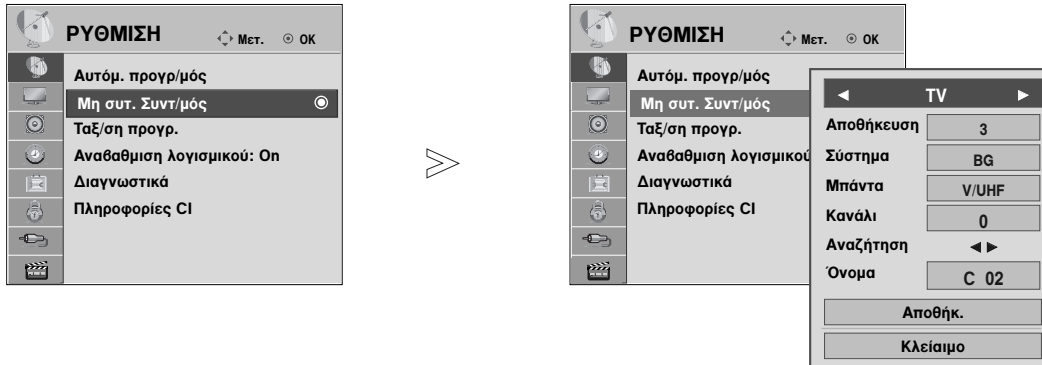 ΡΥΘΜΙΣΗ Μετ. OK
Αυτόμ. προγρ/μός
Μη συτ. Συντ/μός
Ταξ/ση προγρ.
Αναβαθμιση λογισμικού: On
Διαγνωστικά
Πληροφορίες CI
ΡΥΘΜΙΣΗ Μετ. OK
Αυτόμ. προγρ/μός
Μη συτ. Συντ/μός
Ταξ/ση προγρ.
Αναβαθμιση λογισμικού
Διαγνωστικά
Πληροφορίες CI
◄ TV ►
Αποθήκευση 3
Σύστημα BG
Μπάντα V/UHF
Κανάλι 0
Αναζήτηση ◄►
Όνομα C 02
Αποθήκ.
Κλείαιμο